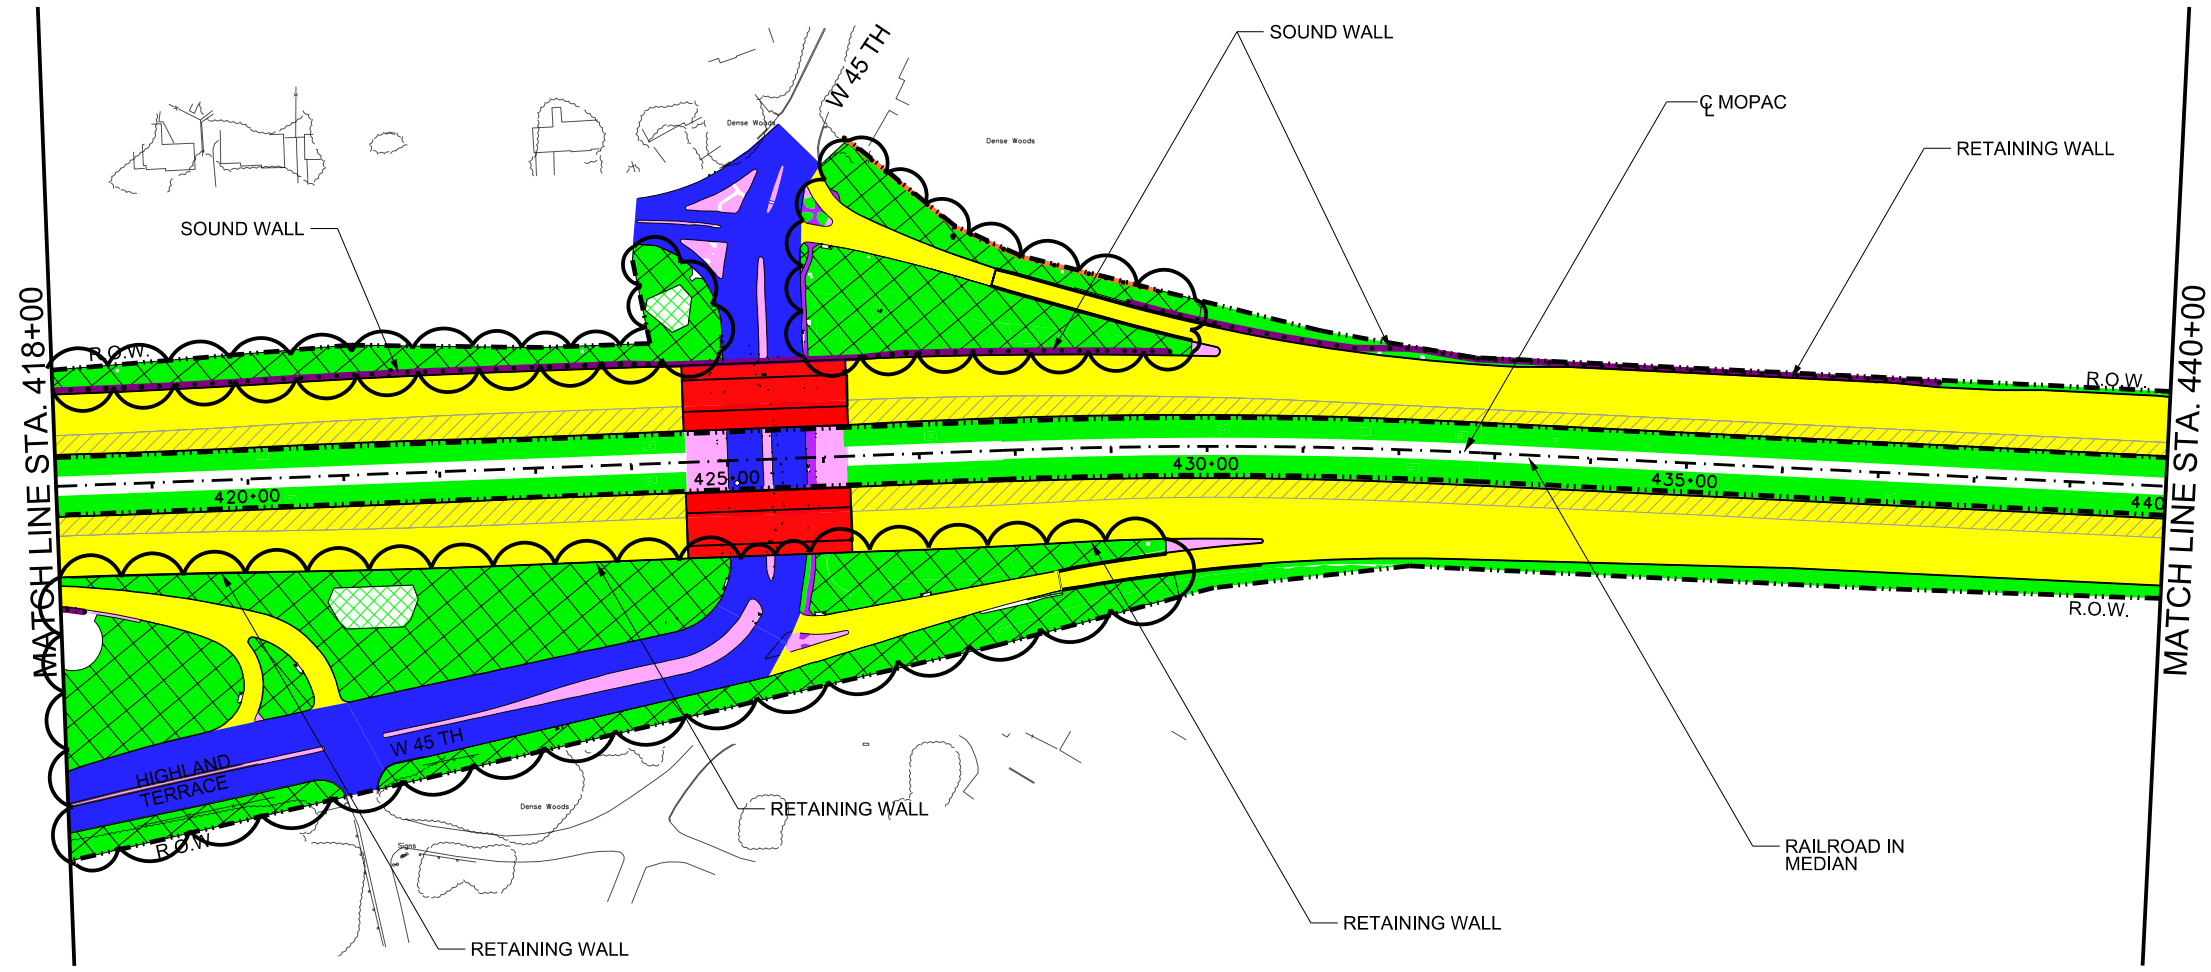 SOUND WALL
W 45 TH
℄ MOPAC
Dense Woods
Dense Woods
RETAINING WALL
SOUND WALL
MATCH LINE STA. 418+00
MATCH LINE STA. 440+00
R.O.W.
R.O.W.
425+00
430+00
435+00
420+00
440
R.O.W.
W 45 TH
HIGHLAND
TERRACE
Dense Woods
RETAINING WALL
R.O.W
Signs
RAILROAD IN
MEDIAN
RETAINING WALL
RETAINING WALL